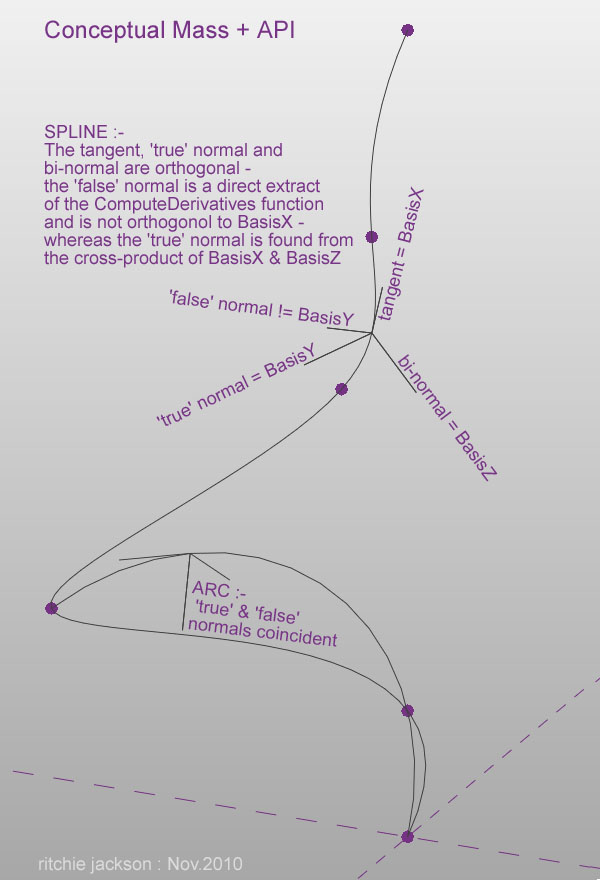 Conceptual Mass + API
SPLINE :-
The tangent, 'true' normal and
bi-normal are orthogonal -
the 'false' normal is a direct extract
of the ComputeDerivatives function
and is not orthogonol to BasisX -
whereas the 'true' normal is found from
the cross-product of BasisX & BasisZ
tangent = BasisX
'false' normal != BasisY
'true' normal = BasisY
bi-normal = BasisZ
ARC :-
'true' & 'false'
normals coincident
ritchie jackson : Nov.2010